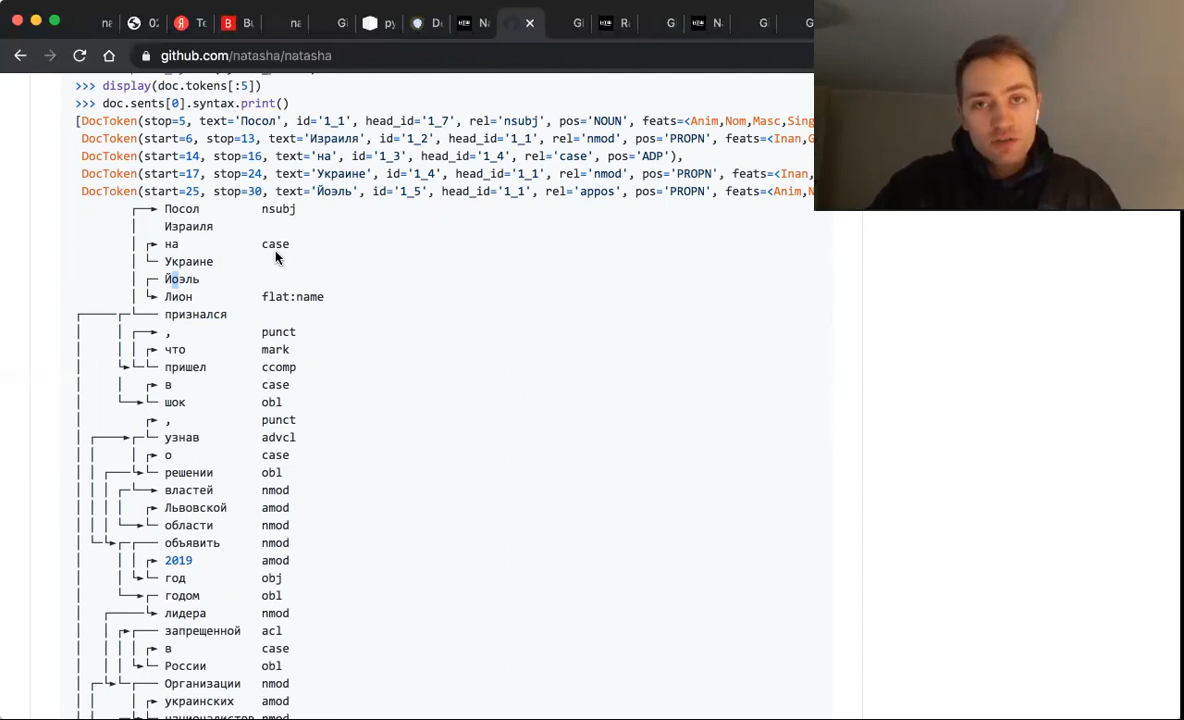 github.com/natasha/natasha
>>> display(doc.tokens[:5])
>>> doc.sents[0].syntax.print()
[DocToken(stop=5, text='Посол', id='1_1', head_id='1_7', rel='nsubj', pos='NOUN', feats=<Anim,Nom,Masc,Sing
DocToken(start=6, stop=13, text='Израиля', id='1_2', head_id='1_1', rel='nmod', pos='PROPN', feats=<Inan,
DocToken(start=14, stop=16, text='на', id='1_3', head_id='1_4', rel='case', pos='ADP'),
DocToken(start=17, stop=24, text='Украине', id='1_4', head_id='1_1', rel='nmod', pos='PROPN', feats=<Inan,
DocToken(start=25, stop=30, text='Йоэль', id='1_5', head_id='1_1', rel='appos', pos='PROPN', feats=<Anim,
Посол nsubj
Израиля
на case
Украине
Йоэль
Лион flat:name
признался
, punct
что mark
пришел ccomp
в case
шок obl
, punct
узнав advcl
о case
решении obl
властей nmod
Львовской amod
области nmod
объявить nmod
2019 amod
год obj
годом obl
лидера nmod
запрещенной acl
в case
России obl
Организации nmod
украинских amod
националистов nmod